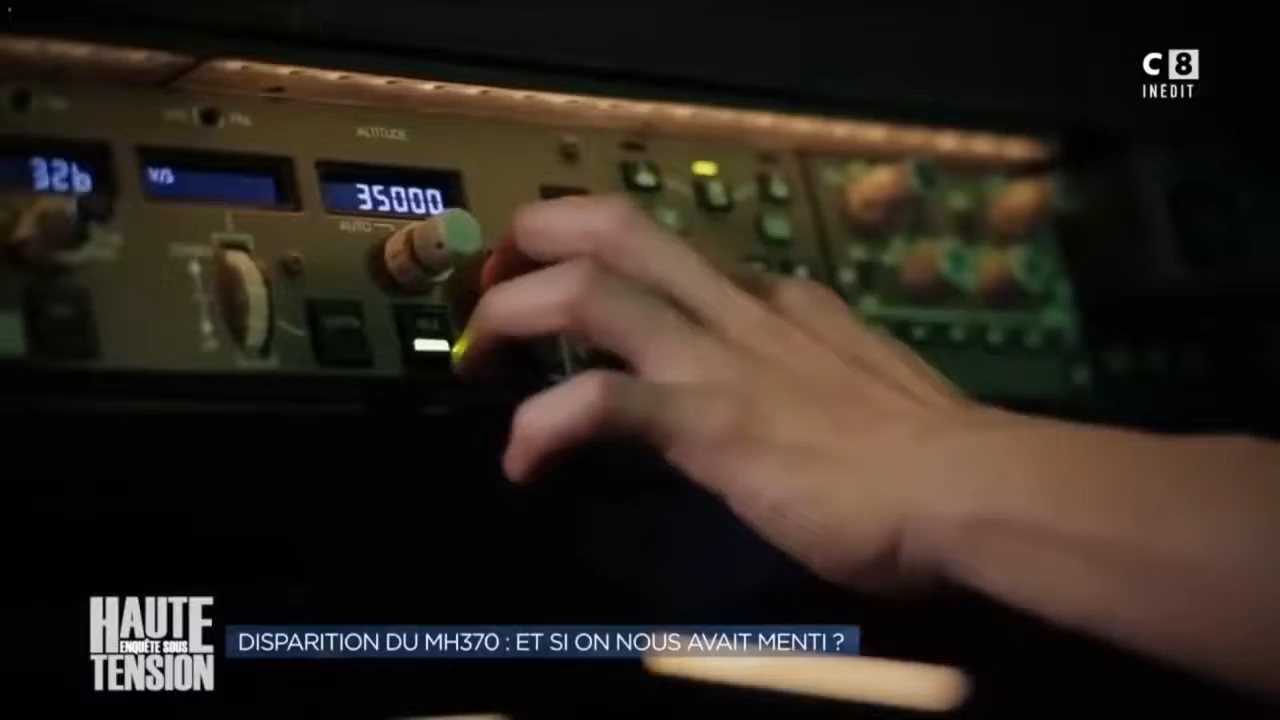 C8
INEDIT
ALTITUDE
326
V/S
35000
AUTO
HAUTE
ENQUÊTE SOUS
TENSION
DISPARITION DU MH370 : ET SI ON NOUS AVAIT MENTI ?